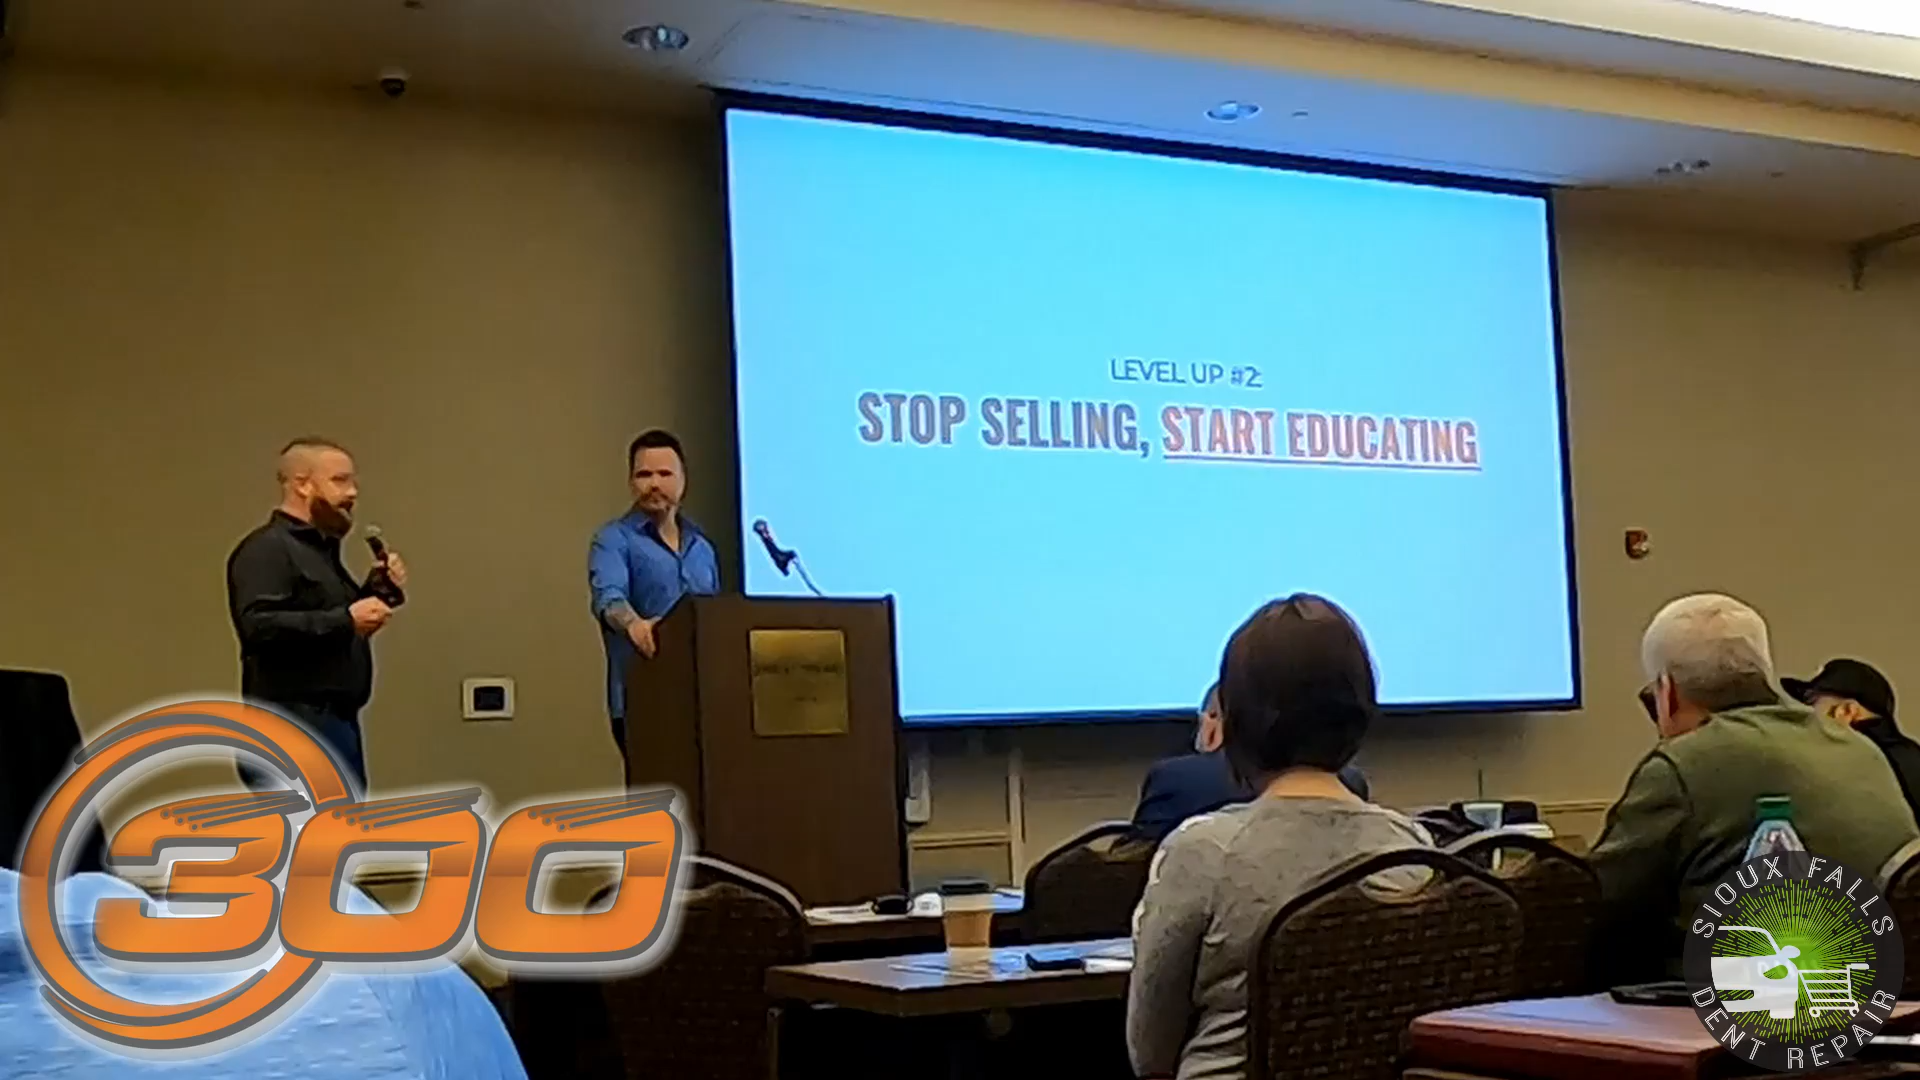 LEVEL UP #2:
STOP SELLING, START EDUCATING
300
SIOUX FALLS
DENT REPAIR